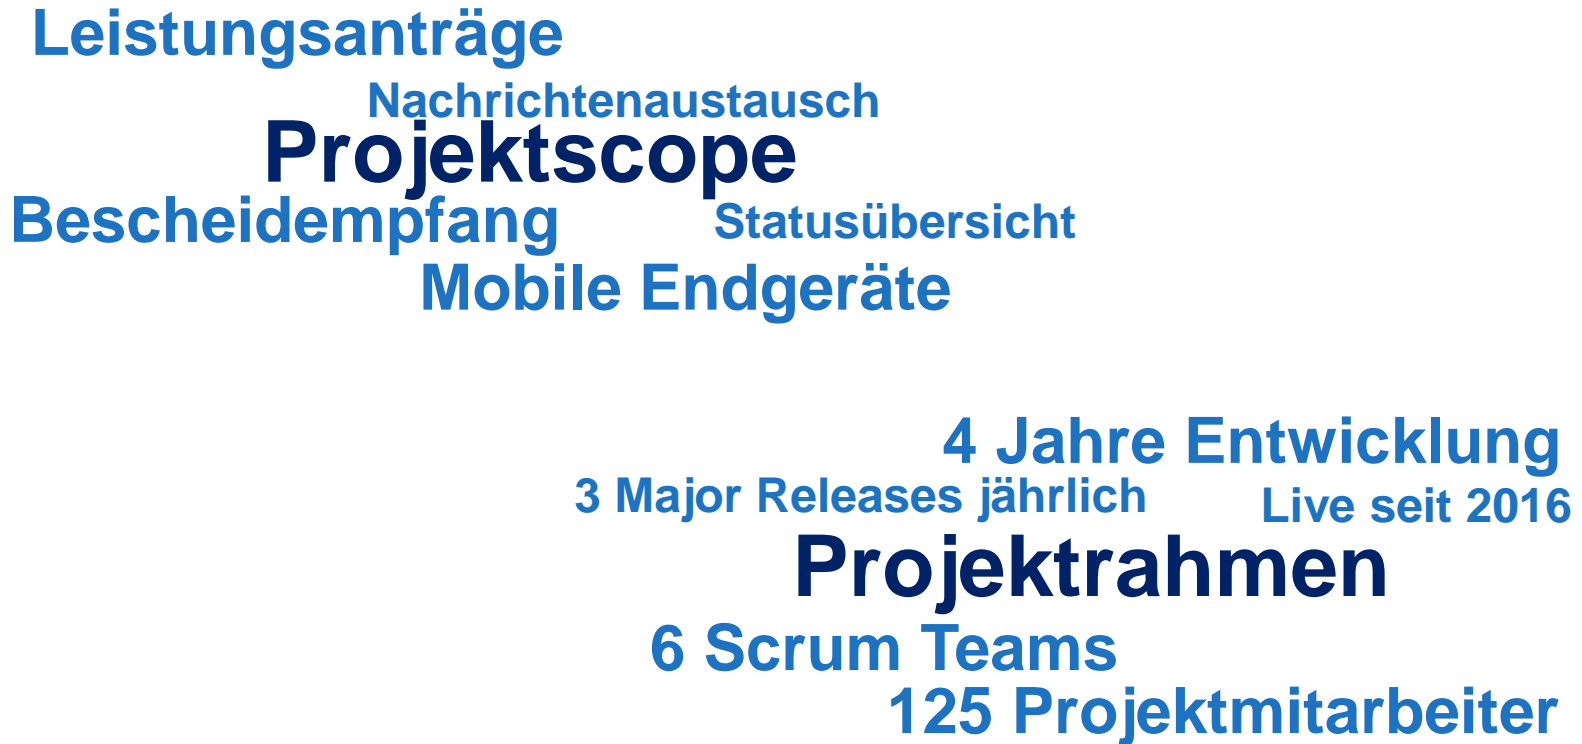 Leistungsanträge
Nachrichtenaustausch
Projektscope
Bescheidempfang
Statusübersicht
Mobile Endgeräte
4 Jahre Entwicklung
3 Major Releases jährlich
Live seit 2016
Projektrahmen
6 Scrum Teams
125 Projektmitarbeiter